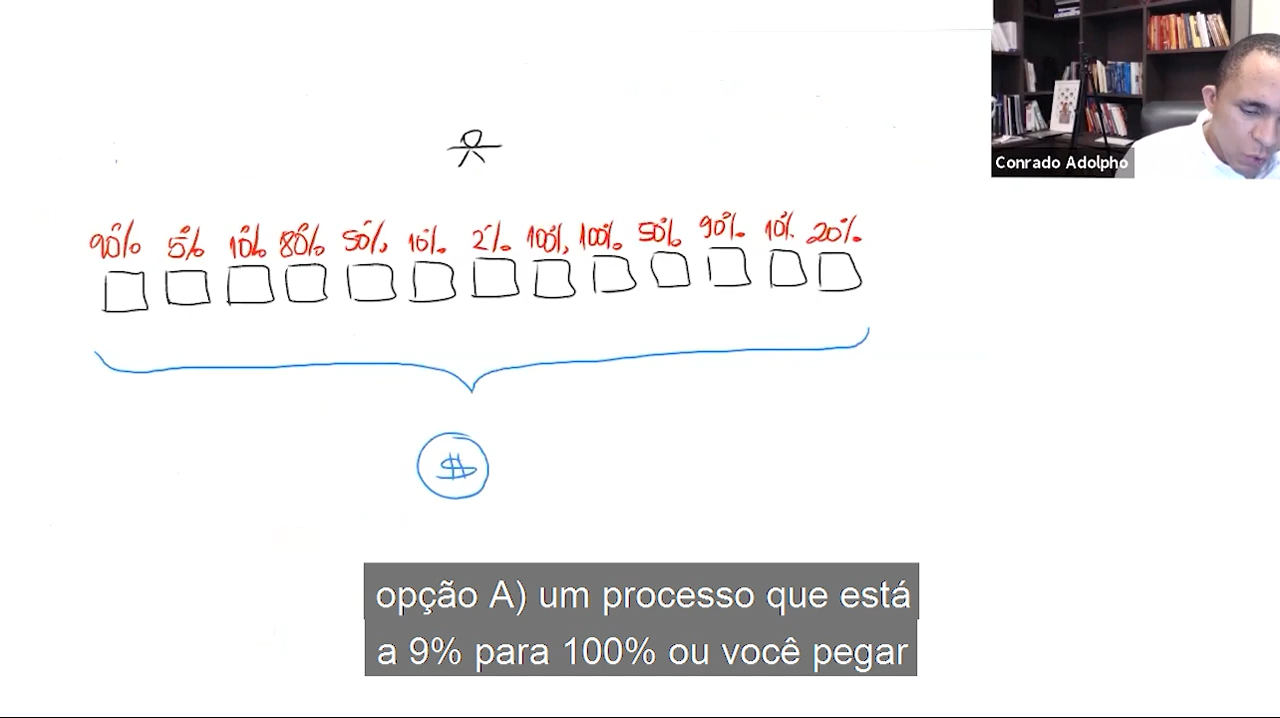 Conrado Adolpho
90% 5% 10% 80% 50% 10% 2% 100% 100% 50% 90% 10% 20%
$
opção A) um processo que está
a 9% para 100% ou você pegar